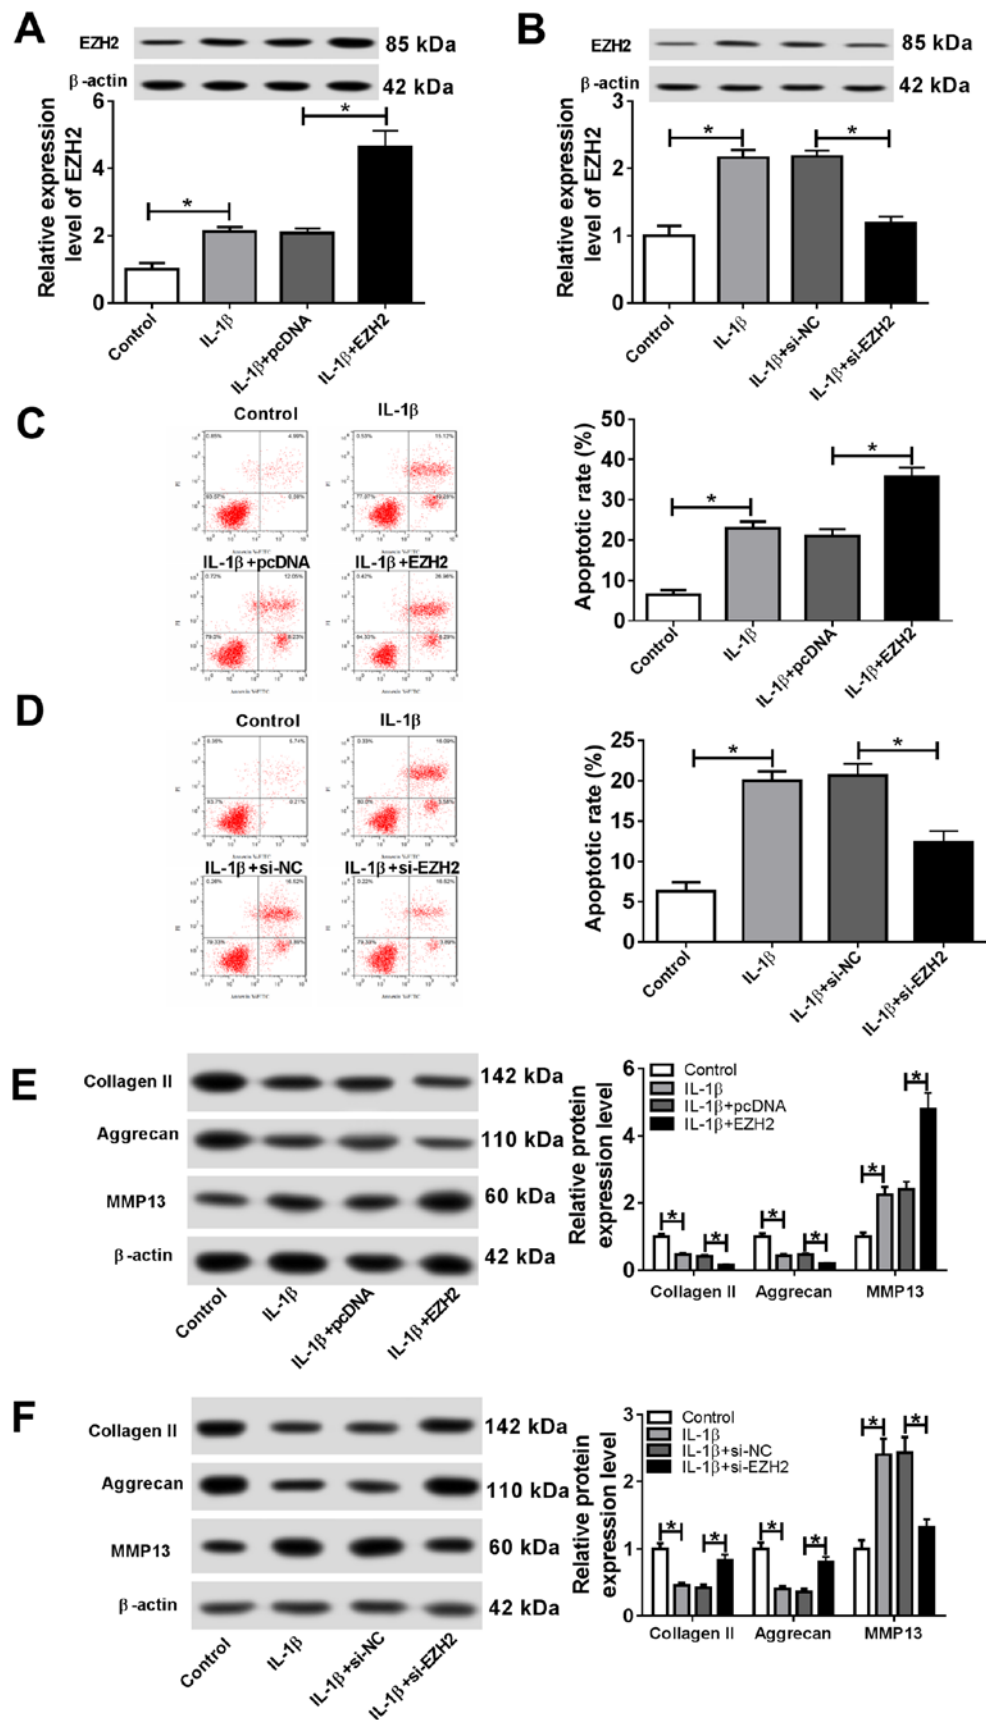 A
EZH2
85 kDa
β-actin
42 kDa
Relative expression
level of EZH2
6
4
2
0
*
*
Control
IL-1β
IL-1β+pcDNA
IL-1β+EZH2
B
EZH2
85 kDa
β-actin
42 kDa
Relative expression
level of EZH2
3
2
1
0
*
*
Control
IL-1β
IL-1β+si-NC
IL-1β+si-EZH2
C
Control
IL-1β
IL-1β+pcDNA
IL-1β+EZH2
Apoptotic rate (%)
50
40
30
20
10
0
*
*
Control
IL-1β
IL-1β+pcDNA
IL-1β+EZH2
D
Control
IL-1β
IL-1β+si-NC
IL-1β+si-EZH2
Apoptotic rate (%)
25
20
15
10
5
0
*
*
Control
IL-1β
IL-1β+si-NC
IL-1β+si-EZH2
E
Collagen II
142 kDa
Aggrecan
110 kDa
MMP13
60 kDa
β-actin
42 kDa
Control
IL-1β
IL-1β+pcDNA
IL-1β+EZH2
Relative protein
expression level
6
4
2
0
Control
IL-1β
IL-1β+pcDNA
IL-1β+EZH2
* * * * * *
Collagen II
Aggrecan
MMP13
F
Collagen II
142 kDa
Aggrecan
110 kDa
MMP13
60 kDa
β-actin
42 kDa
Control
IL-1β
IL-1β+si-NC
IL-1β+si-EZH2
Relative protein
expression level
3
2
1
0
Control
IL-1β
IL-1β+si-NC
IL-1β+si-EZH2
* * * * * *
Collagen II
Aggrecan
MMP13